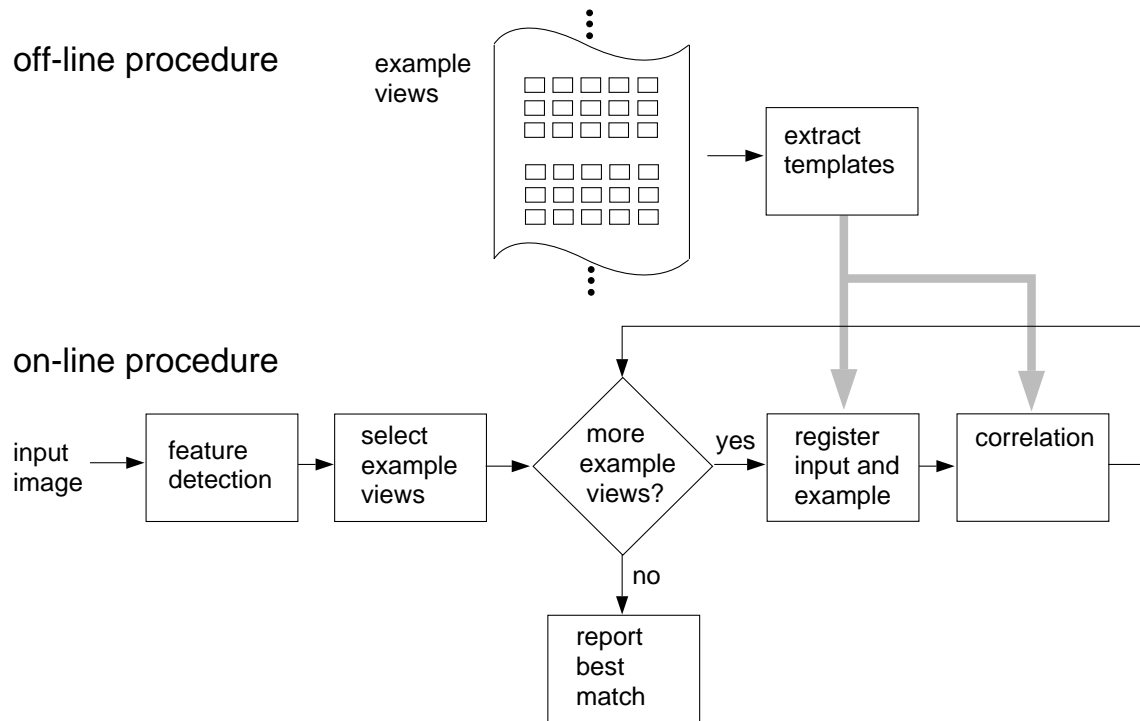 off-line procedure
example
views
extract
templates
on-line procedure
input
image
feature
detection
select
example
views
more
example
views?
yes
register
input and
example
correlation
no
report
best
match